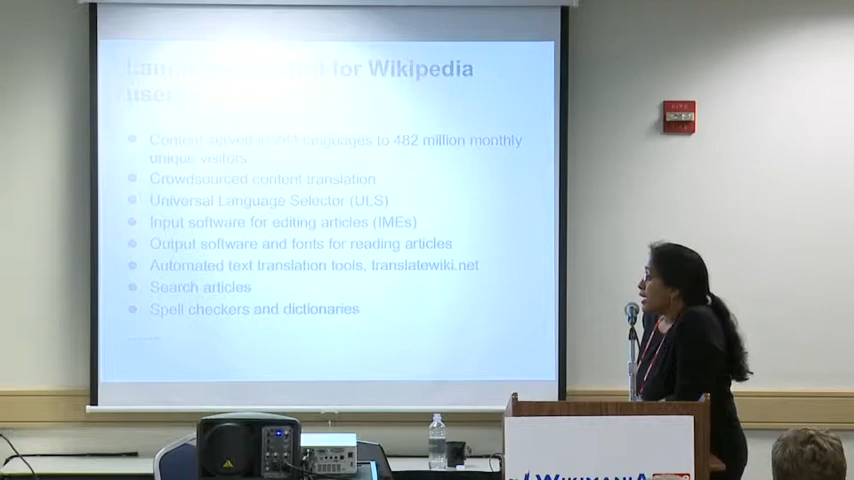 for Wikipedia
Content served in 284 languages to 482 million monthly
unique visitors
Crowdsourced content translation
Universal Language Selector (ULS)
Input software for editing articles (IMEs)
Output software and fonts for reading articles
Automated text translation tools, translatewiki.net
Search articles
Spell checkers and dictionaries
WIKIMANIA